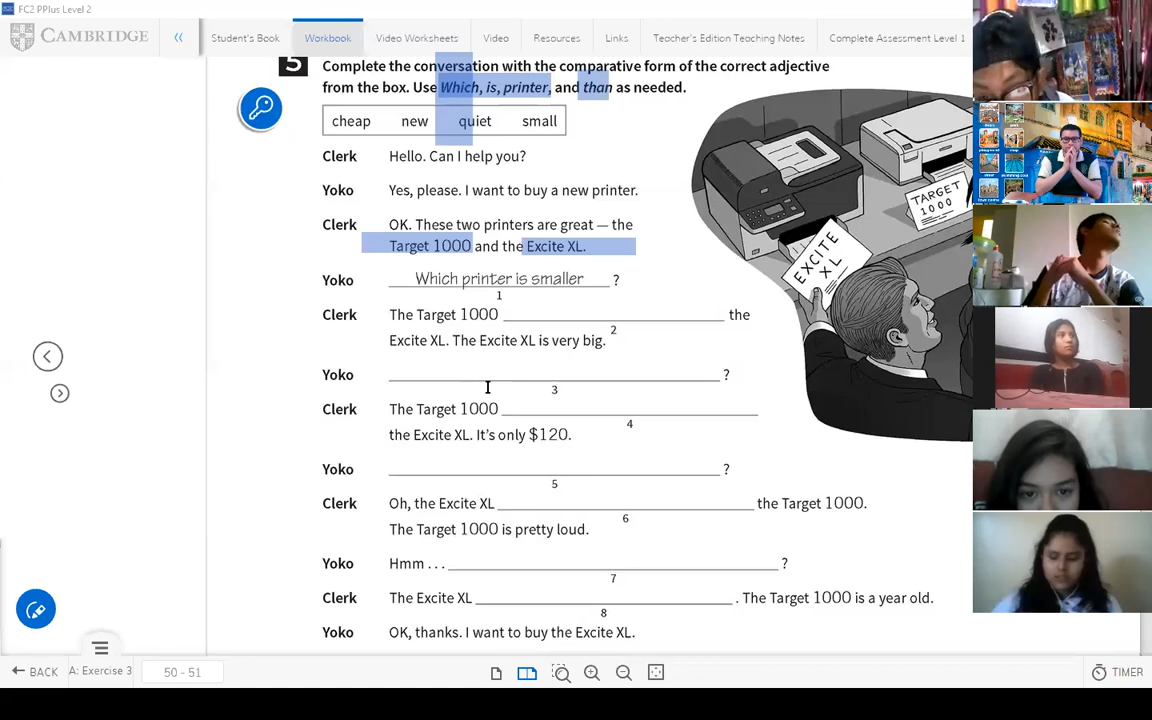 FC2 PPlus Level 2
CAMBRIDGE
Student's Book Workbook Video Worksheets Video Resources Links Teacher's Edition Teaching Notes Complete Assessment Level 1
5 Complete the conversation with the comparative form of the correct adjective
from the box. Use Which, is, printer, and than as needed.
cheap new quiet small
Clerk Hello. Can I help you?
Yoko Yes, please. I want to buy a new printer.
Clerk OK. These two printers are great — the
Target 1000 and the Excite XL.
Yoko Which printer is smaller ?
1
Clerk The Target 1000 the
2
Excite XL. The Excite XL is very big.
Yoko ?
3
Clerk The Target 1000
4
the Excite XL. It's only $120.
Yoko ?
5
Clerk Oh, the Excite XL the Target 1000.
6
The Target 1000 is pretty loud.
Yoko Hmm . . . ?
7
Clerk The Excite XL . The Target 1000 is a year old.
8
Yoko OK, thanks. I want to buy the Excite XL.
TARGET
1000
EXCITE
XL
BACK A: Exercise 3 50 - 51 TIMER